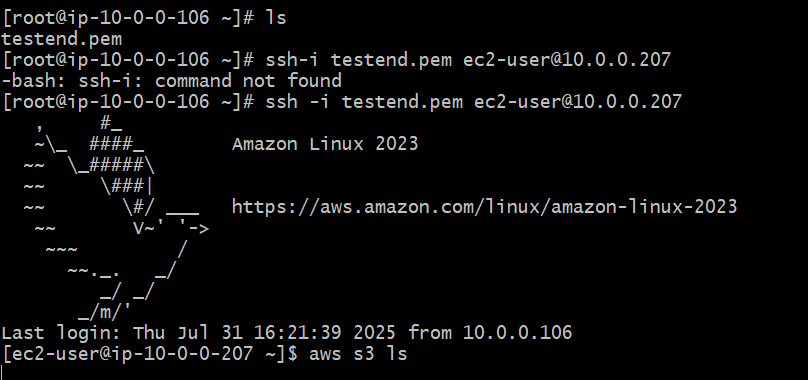 [root@ip-10-0-0-106 ~]# ls
testend.pem
[root@ip-10-0-0-106 ~]# ssh-i testend.pem ec2-user@10.0.0.207
-bash: ssh-i: command not found
[root@ip-10-0-0-106 ~]# ssh -i testend.pem ec2-user@10.0.0.207
   ,     #_
   ~\_  ####_        Amazon Linux 2023
  ~~  \_#####\
  ~~     \###|
  ~~       \#/ ___   https://aws.amazon.com/linux/amazon-linux-2023
   ~~       V~' '->
    ~~~         /
      ~~._.   _/
         _/ _/
       _/m/'
Last login: Thu Jul 31 16:21:39 2025 from 10.0.0.106
[ec2-user@ip-10-0-0-207 ~]$ aws s3 ls